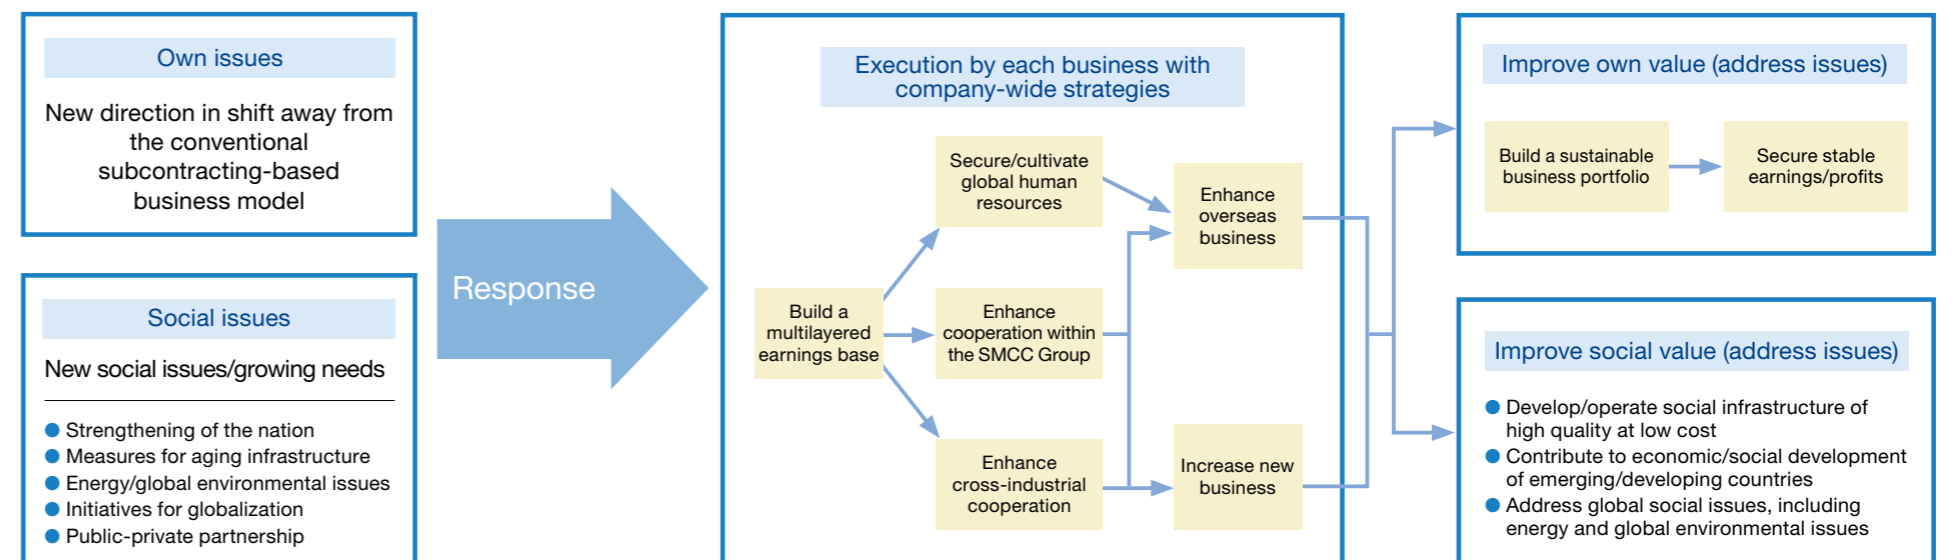 Own issues
New direction in shift away from
the conventional
subcontracting-based
business model
Social issues
New social issues/growing needs
● Strengthening of the nation
● Measures for aging infrastructure
● Energy/global environmental issues
● Initiatives for globalization
● Public-private partnership
Response
Execution by each business with
company-wide strategies
Build a
multilayered
earnings base
Secure/cultivate
global human
resources
Enhance
cooperation within
the SMCC Group
Enhance
cross-industrial
cooperation
Enhance
overseas
business
Increase new
business
Improve own value (address issues)
Build a sustainable
business portfolio
Secure stable
earnings/profits
Improve social value (address issues)
● Develop/operate social infrastructure of
high quality at low cost
● Contribute to economic/social development
of emerging/developing countries
● Address global social issues, including
energy and global environmental issues